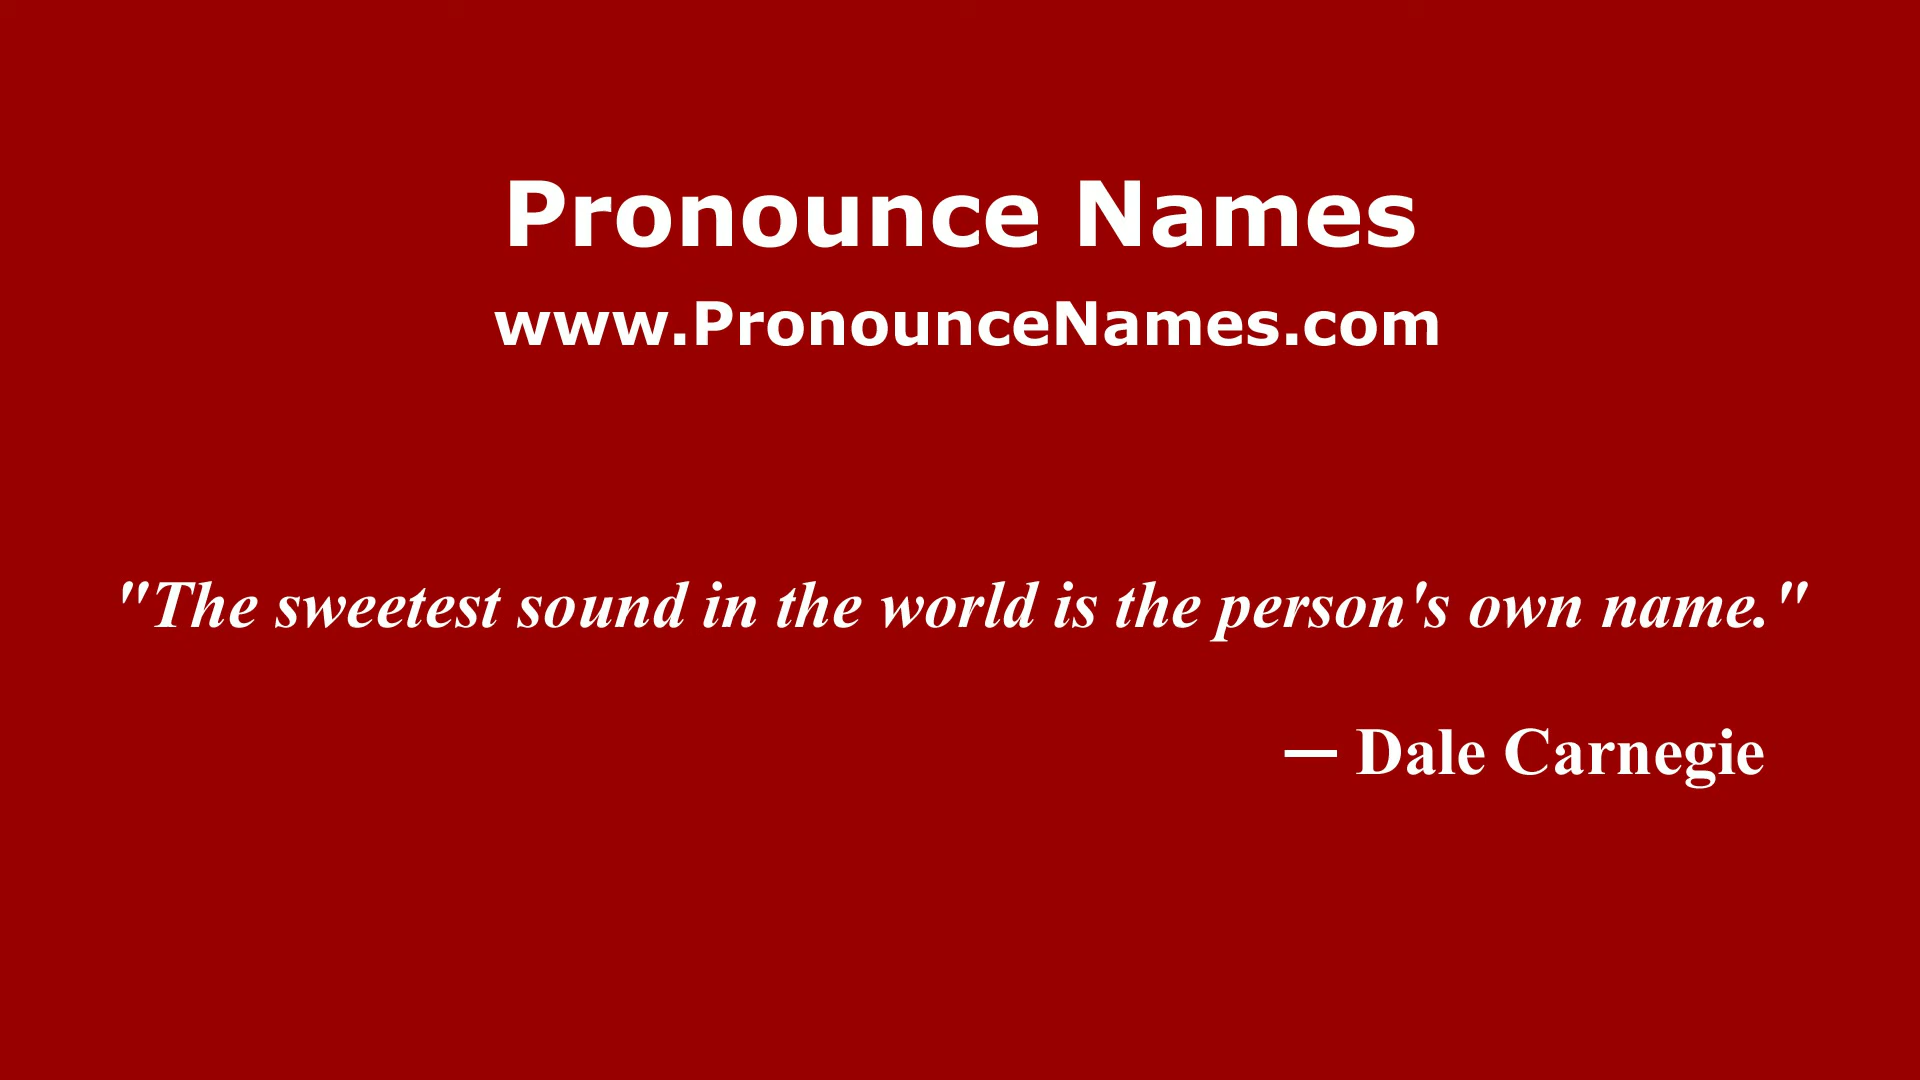 Pronounce Names
www.PronounceNames.com
"The sweetest sound in the world is the person's own name."
— Dale Carnegie